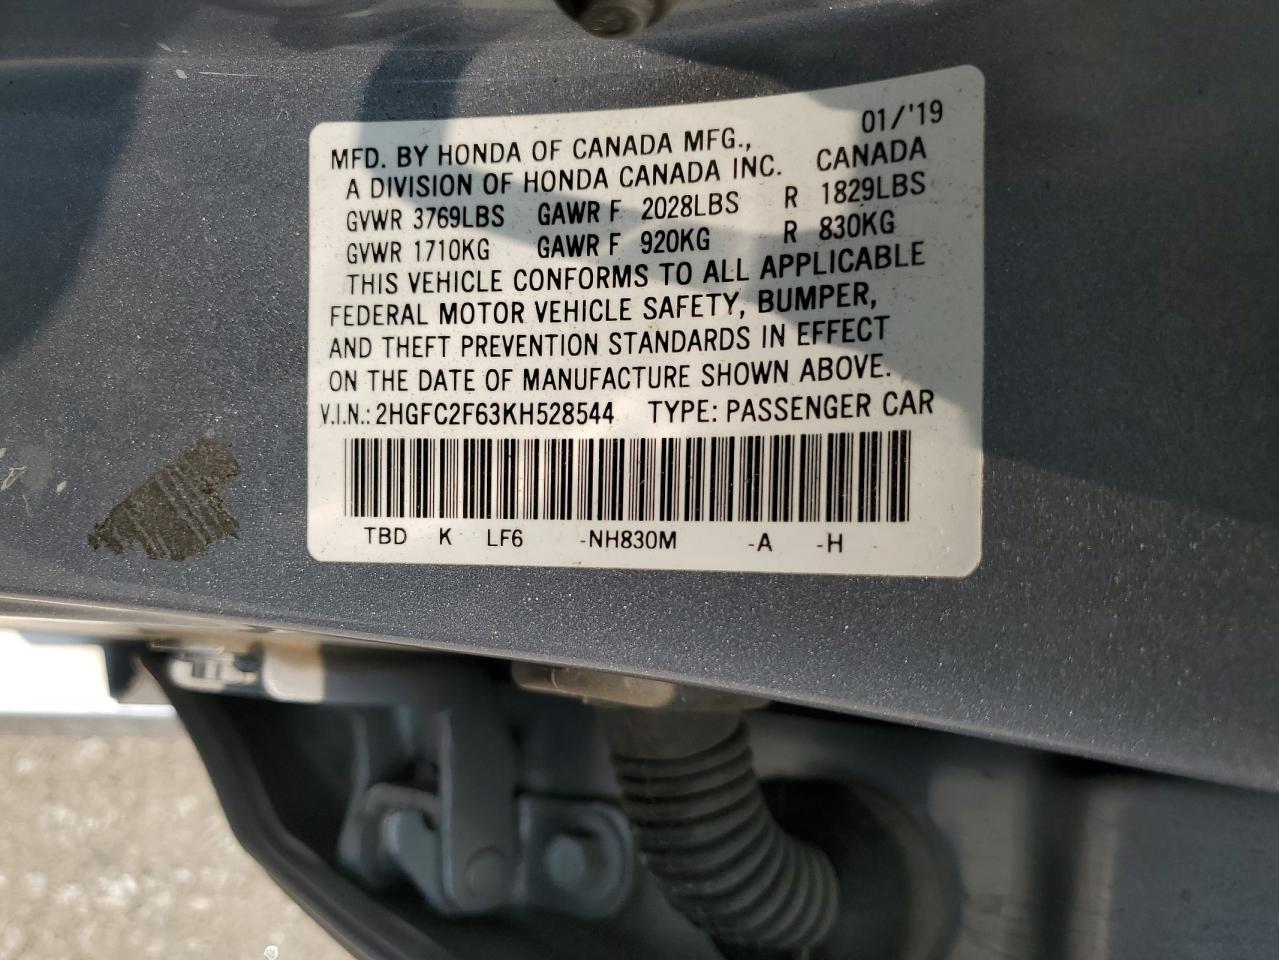 01/'19
MFD. BY HONDA OF CANADA MFG.,
A DIVISION OF HONDA CANADA INC. CANADA
GVWR 3769LBS GAWR F 2028LBS R 1829LBS
GVWR 1710KG GAWR F 920KG R 830KG
THIS VEHICLE CONFORMS TO ALL APPLICABLE
FEDERAL MOTOR VEHICLE SAFETY, BUMPER,
AND THEFT PREVENTION STANDARDS IN EFFECT
ON THE DATE OF MANUFACTURE SHOWN ABOVE.
V.I.N.: 2HGFC2F63KH528544 TYPE: PASSENGER CAR
TBD K LF6 -NH830M -A -H -